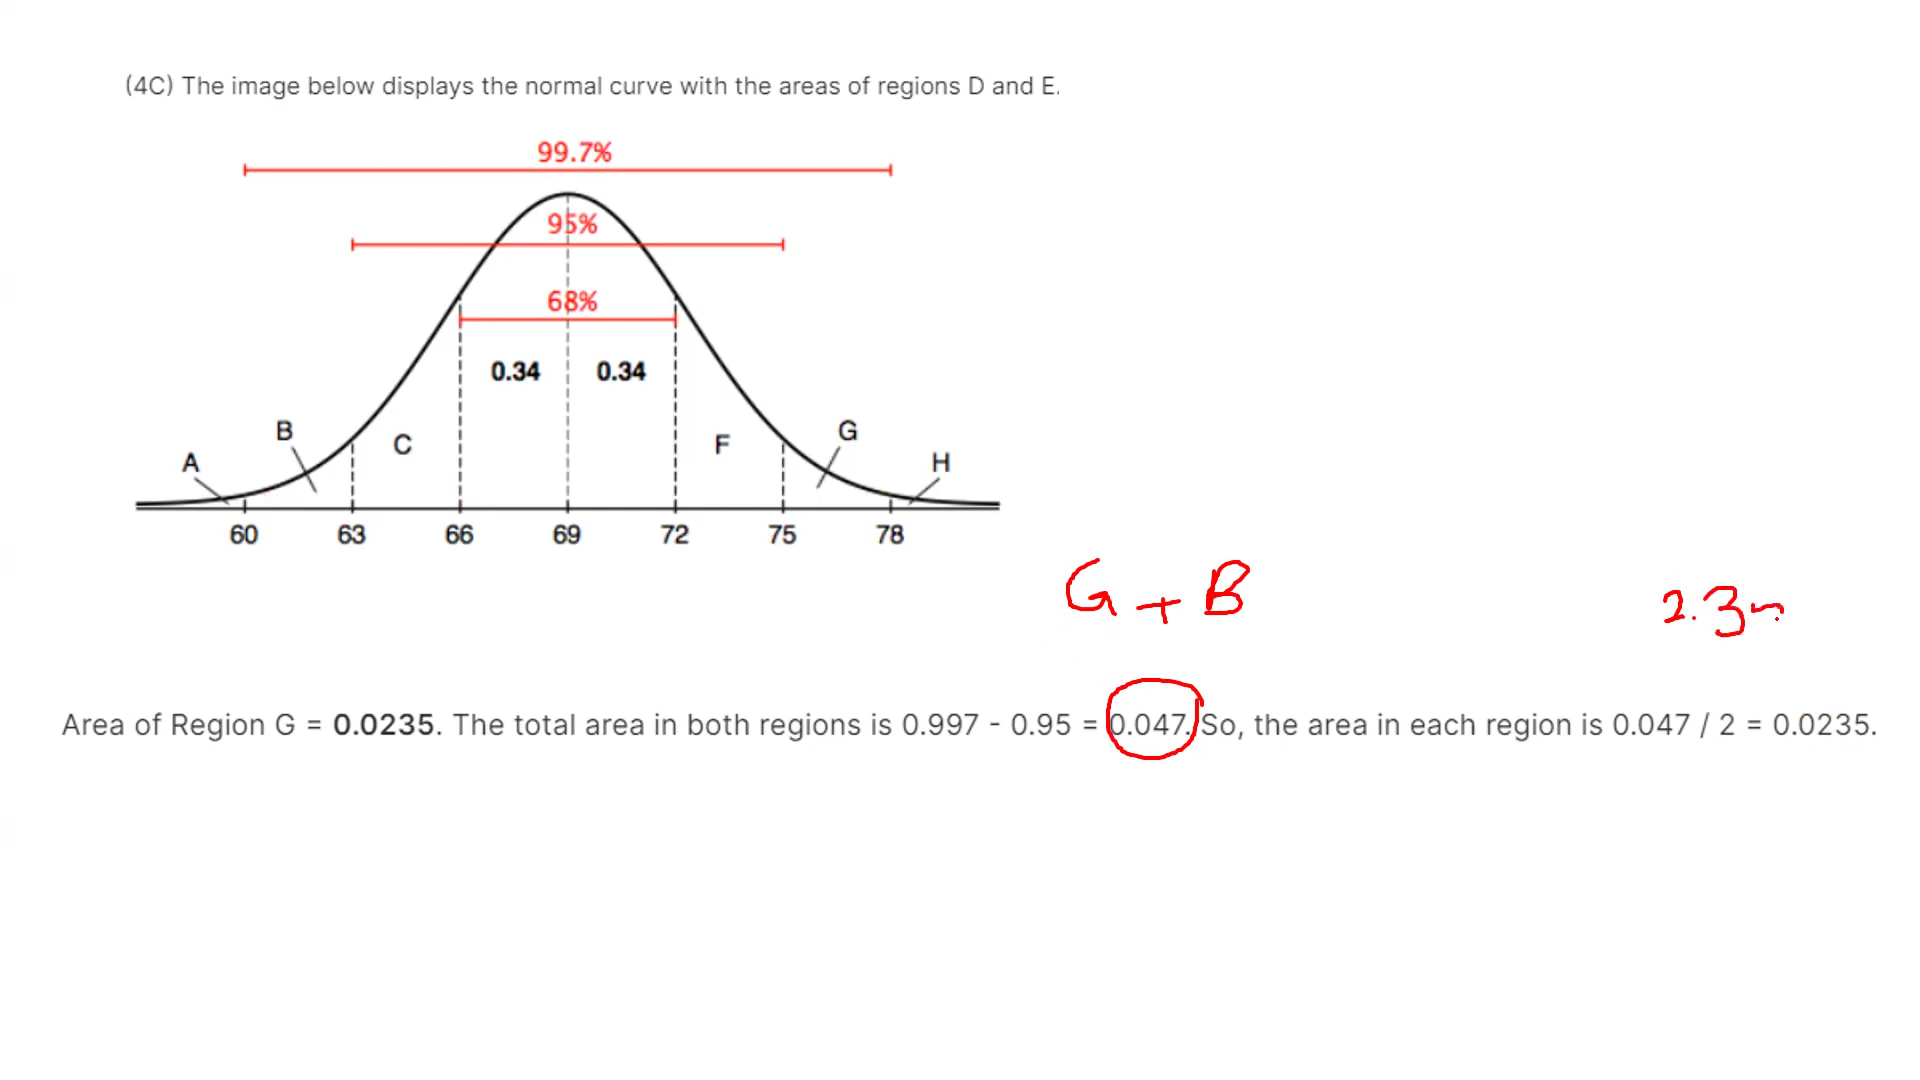 (4C) The image below displays the normal curve with the areas of regions D and E.
99.7%
95%
68%
0.34 0.34
B C F G
A H
60 63 66 69 72 75 78
G + B
2.3
Area of Region G = 0.0235. The total area in both regions is 0.997 - 0.95 = 0.047. So, the area in each region is 0.047 / 2 = 0.0235.